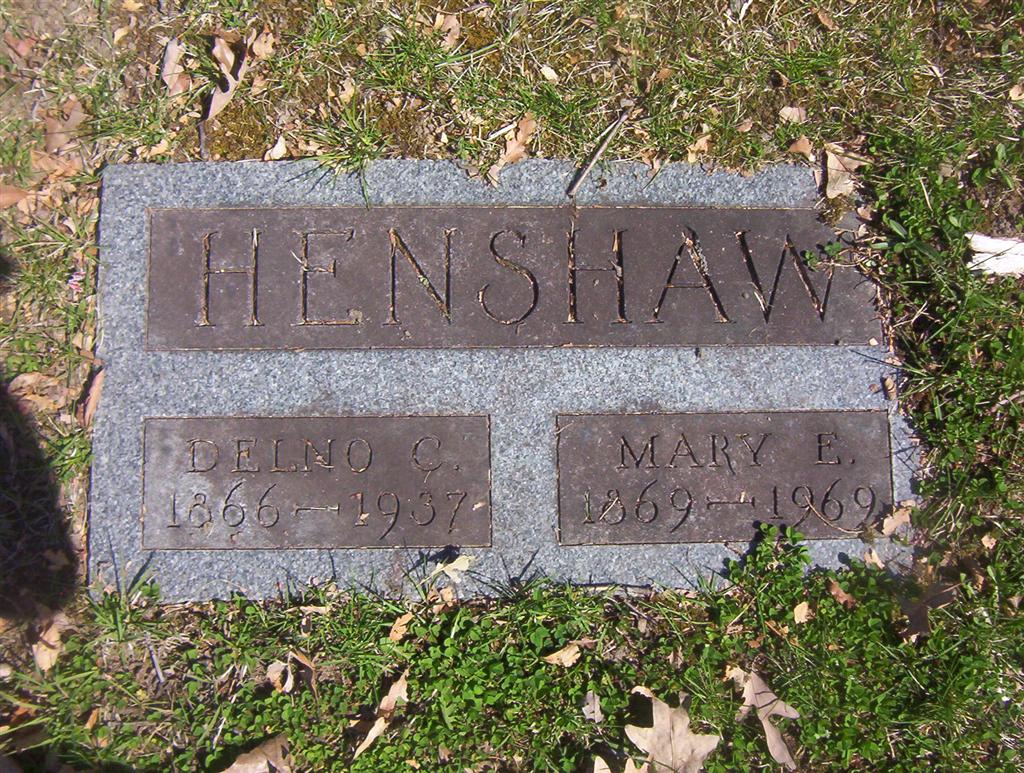 HENSHAW
DELNO C.
1866—1937
MARY E.
1869—1969